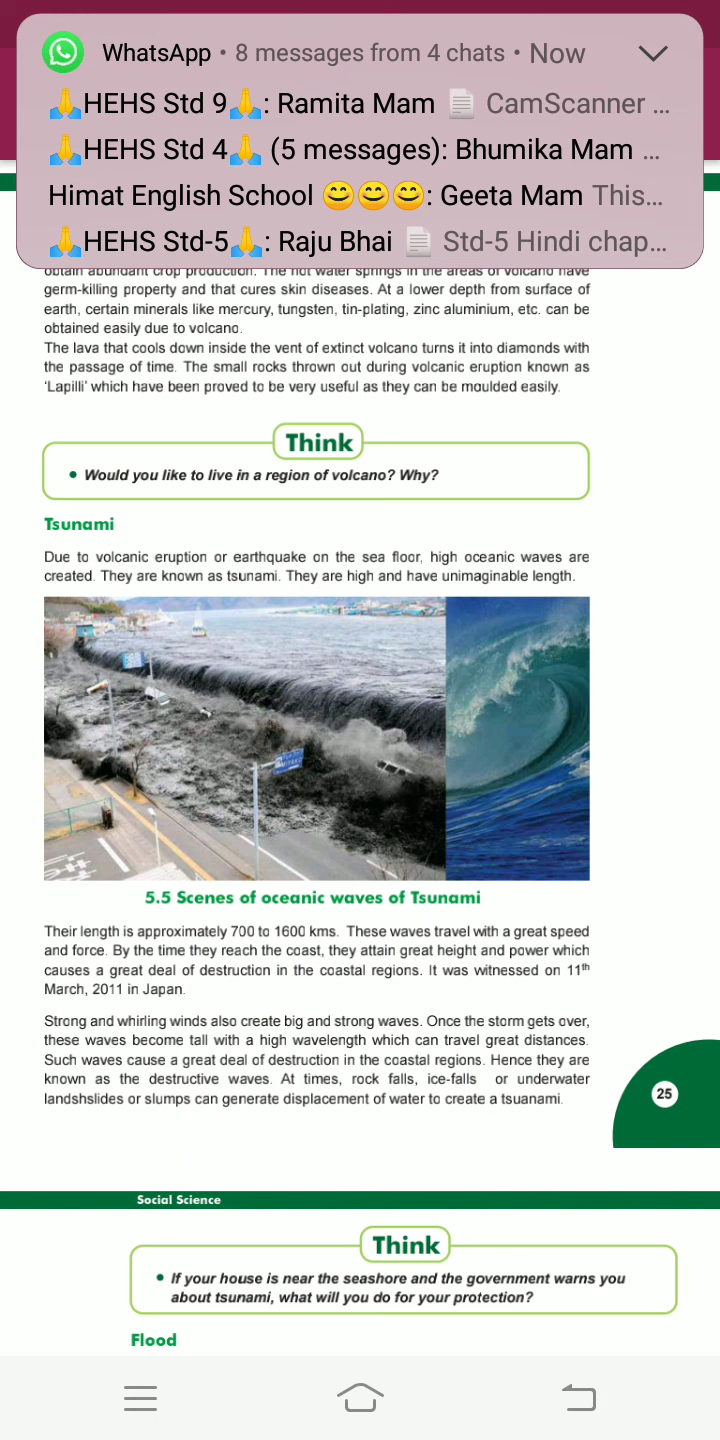 WhatsApp • 8 messages from 4 chats • Now
🙏HEHS Std 9🙏: Ramita Mam 📄 CamScanner ...
🙏HEHS Std 4🙏 (5 messages): Bhumika Mam ...
Himat English School 😊😊😊: Geeta Mam This...
🙏HEHS Std-5🙏: Raju Bhai 📄 Std-5 Hindi chap...
obtain abundant crop production. The hot water springs in the areas of volcano have
germ-killing property and that cures skin diseases. At a lower depth from surface of
earth, certain minerals like mercury, tungsten, tin-plating, zinc aluminium, etc. can be
obtained easily due to volcano.
The lava that cools down inside the vent of extinct volcano turns it into diamonds with
the passage of time. The small rocks thrown out during volcanic eruption known as
‘Lapilli’ which have been proved to be very useful as they can be moulded easily.
Think
• Would you like to live in a region of volcano? Why?
Tsunami
Due to volcanic eruption or earthquake on the sea floor, high oceanic waves are
created. They are known as tsunami. They are high and have unimaginable length.
5.5 Scenes of oceanic waves of Tsunami
Their length is approximately 700 to 1600 kms. These waves travel with a great speed
and force. By the time they reach the coast, they attain great height and power which
causes a great deal of destruction in the coastal regions. It was witnessed on 11th
March, 2011 in Japan.
Strong and whirling winds also create big and strong waves. Once the storm gets over,
these waves become tall with a high wavelength which can travel great distances.
Such waves cause a great deal of destruction in the coastal regions. Hence they are
known as the destructive waves. At times, rock falls, ice-falls or underwater
landshslides or slumps can generate displacement of water to create a tsuanami.
25
Social Science
Think
• If your house is near the seashore and the government warns you
about tsunami, what will you do for your protection?
Flood